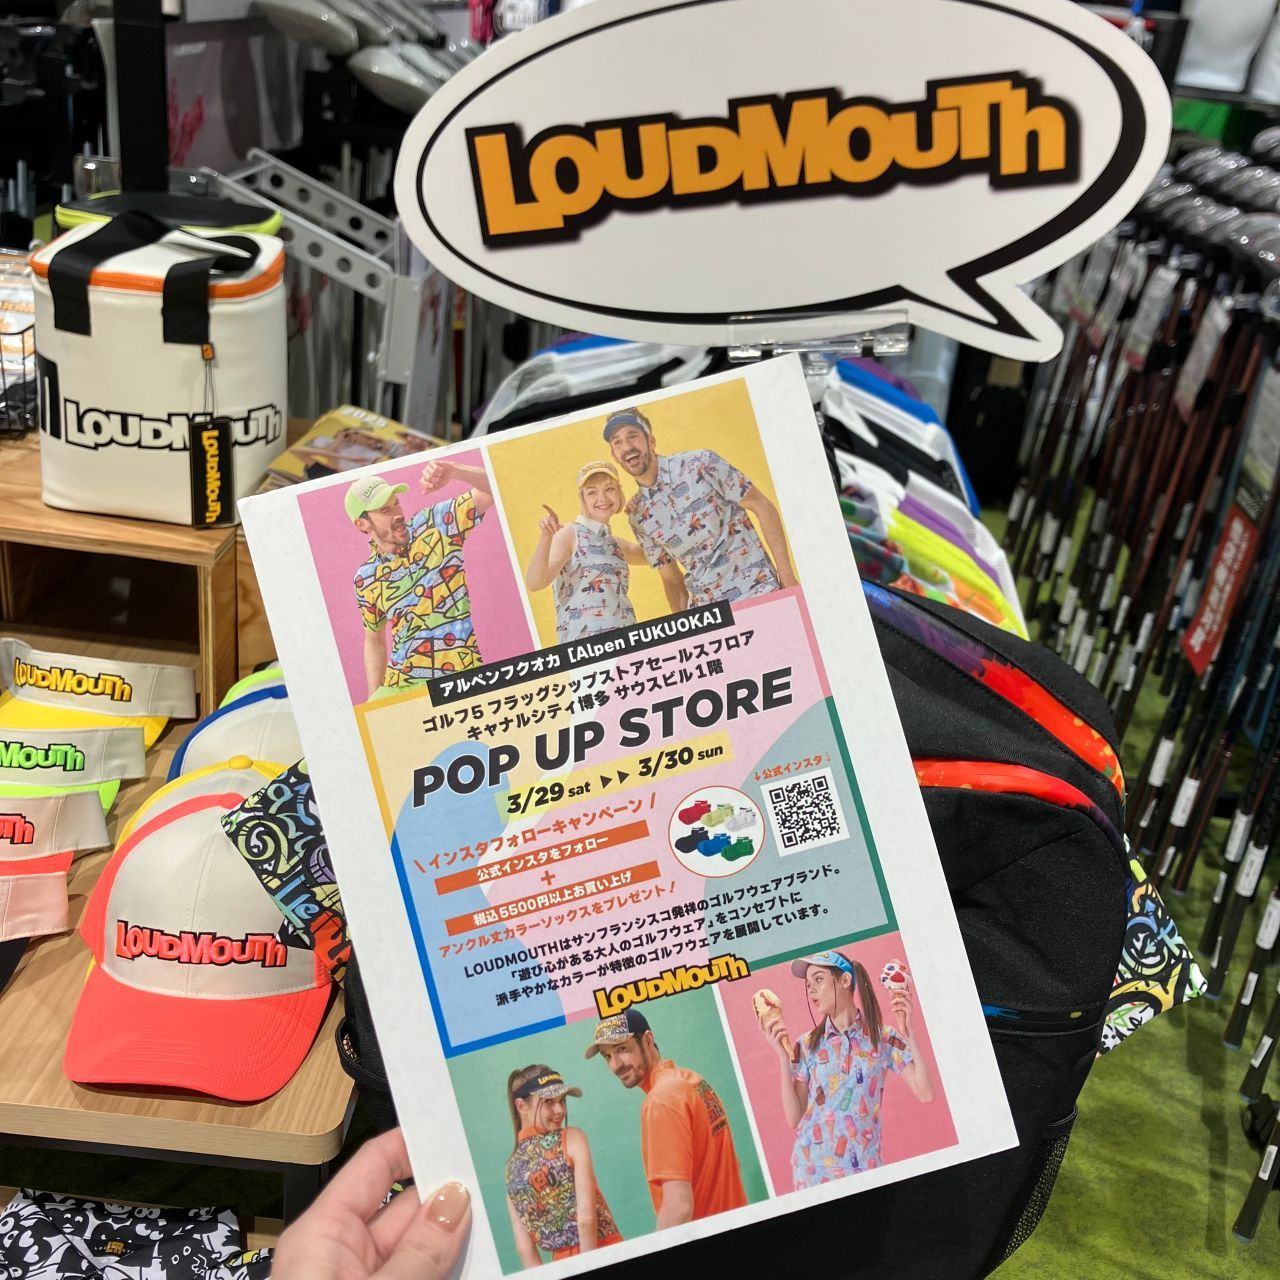 LOUDMOUTH
LOUDMOUTH
LOUDMOUTH
2025
アルペンフクオカ [Alpen FUKUOKA]
ゴルフ5 フラッグシップストアセールスフロア
キャナルシティ博多 サウスビル1階
POP UP STORE
3/29 sat ▶▶ 3/30 sun
↓公式インスタ↓
\ インスタフォローキャンペーン /
公式インスタをフォロー
+
税込5500円以上お買い上げ
アンクル丈カラーソックスをプレゼント!
LOUDMOUTHはサンフランシスコ発祥のゴルフウェアブランド。
「遊び心がある大人のゴルフウェア」をコンセプトに
派手やかなカラーが特徴のゴルフウェアを展開しています。
LOUDMOUTH
LOUDMOUTH
MOUTH
LOUDMOUTH